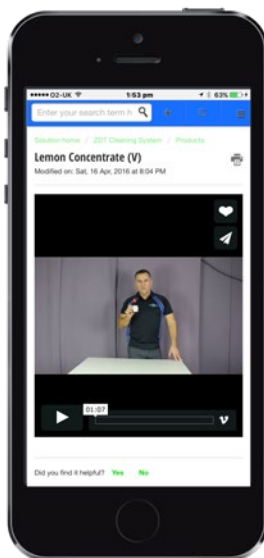 O2-UK 1:53 pm 63%
Enter your search term h
Solution home / ZDT Cleaning System / Products
Lemon Concentrate (V)
Modified on: Sat, 16 Apr, 2016 at 8:04 PM
01:07
Did you find it helpful? Yes No